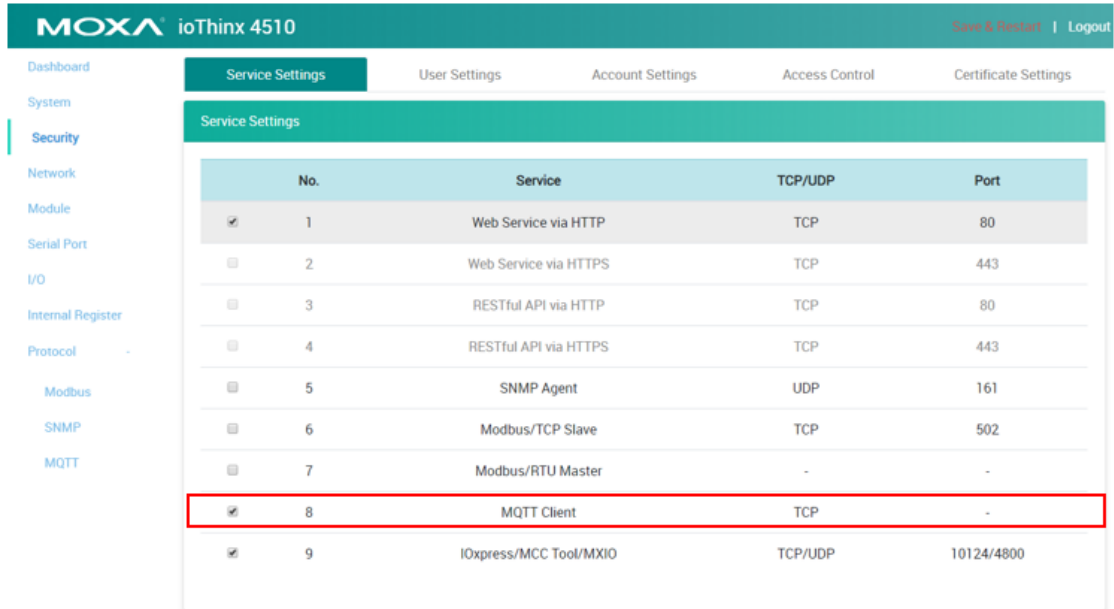 MOXA ioThinx 4510 Save & Restart | Logout
Dashboard
System
Security
Network
Module
Serial Port
I/O
Internal Register
Protocol -
Modbus
SNMP
MQTT
Service Settings User Settings Account Settings Access Control Certificate Settings
Service Settings
No. Service TCP/UDP Port
1 Web Service via HTTP TCP 80
2 Web Service via HTTPS TCP 443
3 RESTful API via HTTP TCP 80
4 RESTful API via HTTPS TCP 443
5 SNMP Agent UDP 161
6 Modbus/TCP Slave TCP 502
7 Modbus/RTU Master - -
8 MQTT Client TCP -
9 IOxpress/MCC Tool/MXIO TCP/UDP 10124/4800